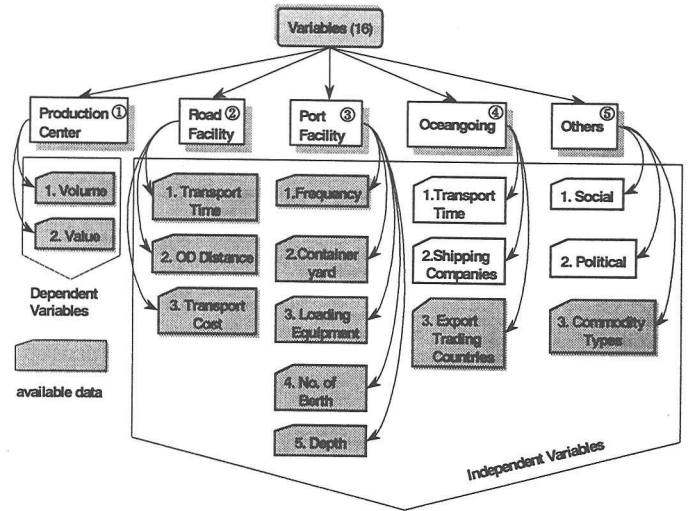 Variables (16)
Production ①
Center
Road ②
Facility
Port ③
Facility
④
Oceangoing
⑤
Others
1. Volume
2. Value
Dependent
Variables
available data
1. Transport
Time
2. OD Distance
3. Transport
Cost
1.Frequency
2.Container
yard
3. Loading
Equipment
4. No. of
Berth
5. Depth
1.Transport
Time
2.Shipping
Companies
3. Export
Trading
Countries
1. Social
2. Political
3. Commodity
Types
Independent Variables